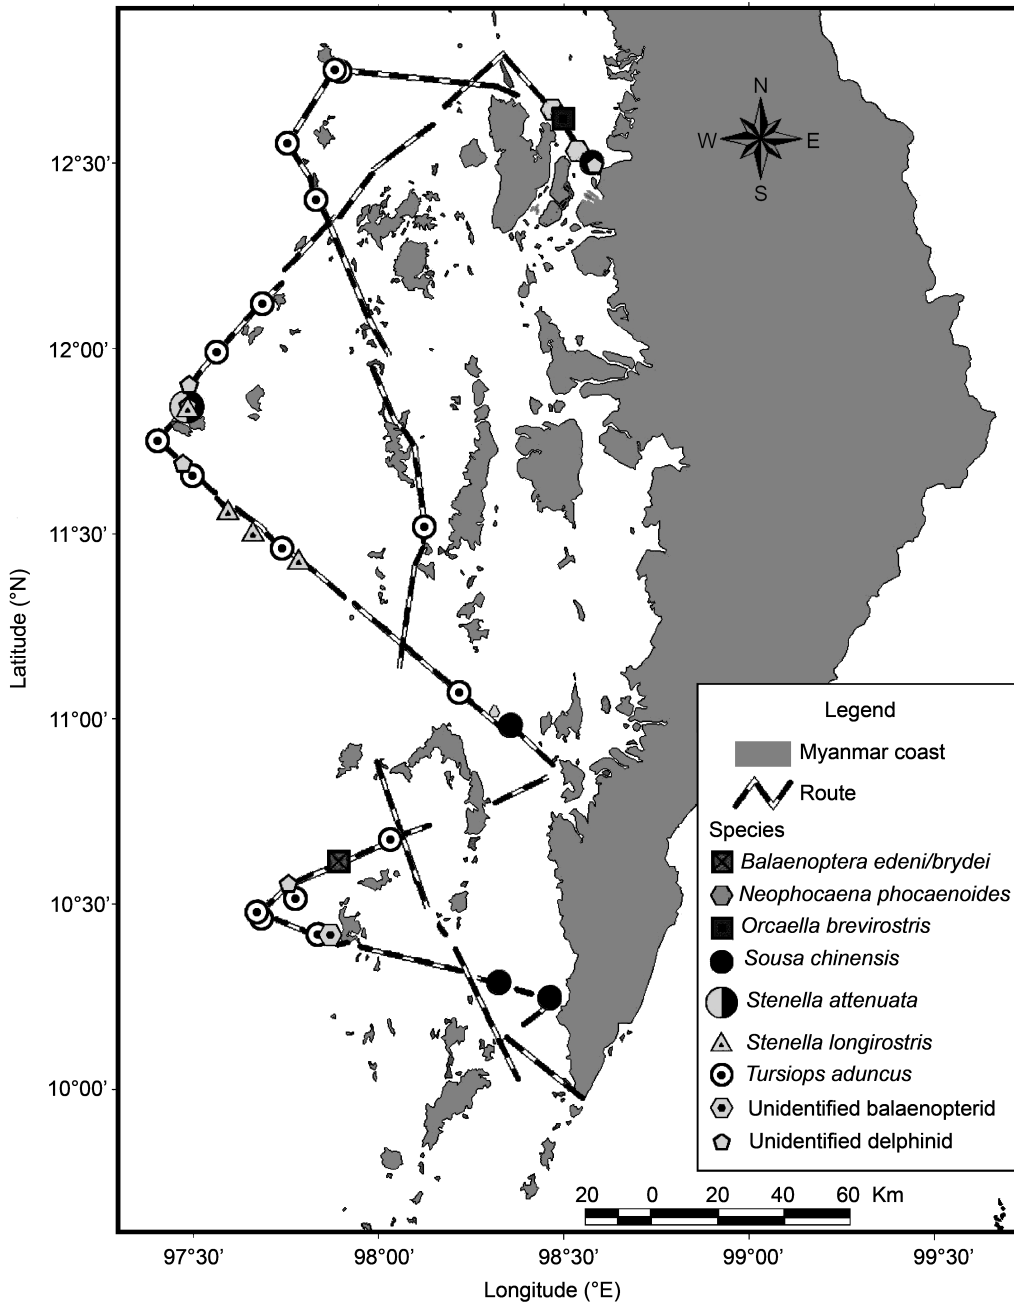 N
W E
S
12°30'
12°00'
11°30'
11°00'
10°30'
10°00'
Latitude (°N)
Legend
Myanmar coast
Route
Species
Balaenoptera edeni/brydei
Neophocaena phocaenoides
Orcaella brevirostris
Sousa chinensis
Stenella attenuata
Stenella longirostris
Tursiops aduncus
Unidentified balaenopterid
Unidentified delphinid
20 0 20 40 60 Km
97°30' 98°00' 98°30' 99°00' 99°30'
Longitude (°E)